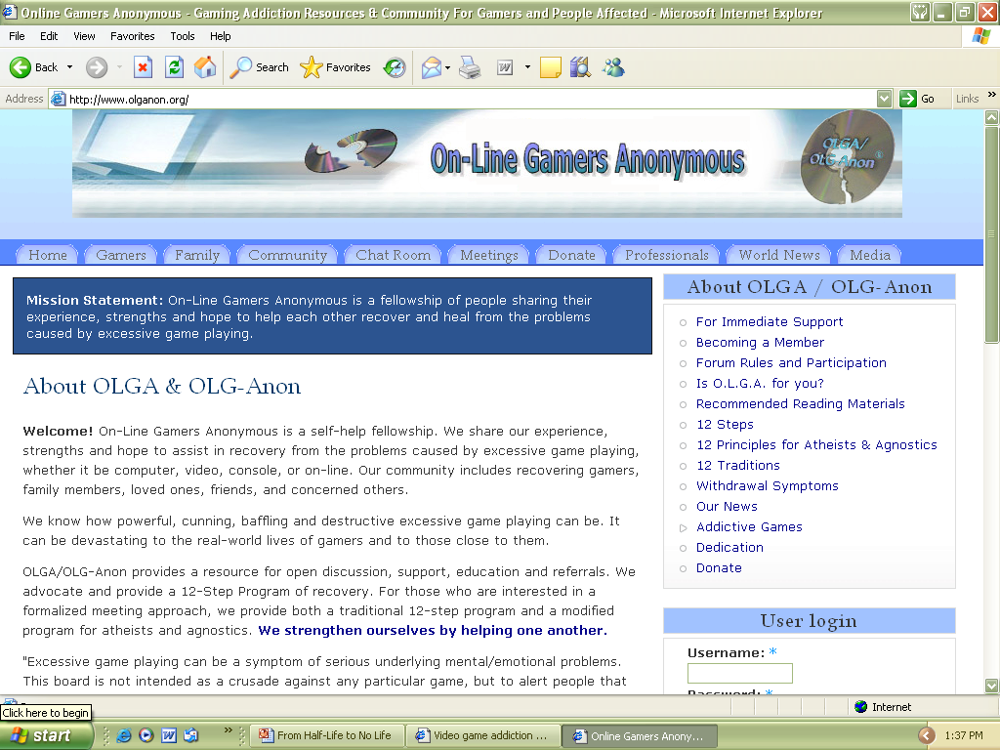 Online Gamers Anonymous - Gaming Addiction Resources & Community For Gamers and People Affected - Microsoft Internet Explorer
File Edit View Favorites Tools Help
Back Search Favorites
Address http://www.olganon.org/ Go Links »
On-Line Gamers Anonymous
OLGA/
OLG-Anon®
Home Gamers Family Community Chat Room Meetings Donate Professionals World News Media
Mission Statement: On-Line Gamers Anonymous is a fellowship of people sharing their
experience, strengths and hope to help each other recover and heal from the problems
caused by excessive game playing.
About OLGA & OLG-Anon
Welcome! On-Line Gamers Anonymous is a self-help fellowship. We share our experience,
strengths and hope to assist in recovery from the problems caused by excessive game playing,
whether it be computer, video, console, or on-line. Our community includes recovering gamers,
family members, loved ones, friends, and concerned others.
We know how powerful, cunning, baffling and destructive excessive game playing can be. It
can be devastating to the real-world lives of gamers and to those close to them.
OLGA/OLG-Anon provides a resource for open discussion, support, education and referrals. We
advocate and provide a 12-Step Program of recovery. For those who are interested in a
formalized meeting approach, we provide both a traditional 12-step program and a modified
program for atheists and agnostics. We strengthen ourselves by helping one another.
"Excessive game playing can be a symptom of serious underlying mental/emotional problems.
This board is not intended as a crusade against any particular game, but to alert people that
About OLGA / OLG-Anon
For Immediate Support
Becoming a Member
Forum Rules and Participation
Is O.L.G.A. for you?
Recommended Reading Materials
12 Steps
12 Principles for Atheists & Agnostics
12 Traditions
Withdrawal Symptoms
Our News
Addictive Games
Dedication
Donate
User login
Username: *
Password: *
Internet
Click here to begin
start » From Half-Life to No Life Video game addiction ... Online Gamers Anony... 1:37 PM